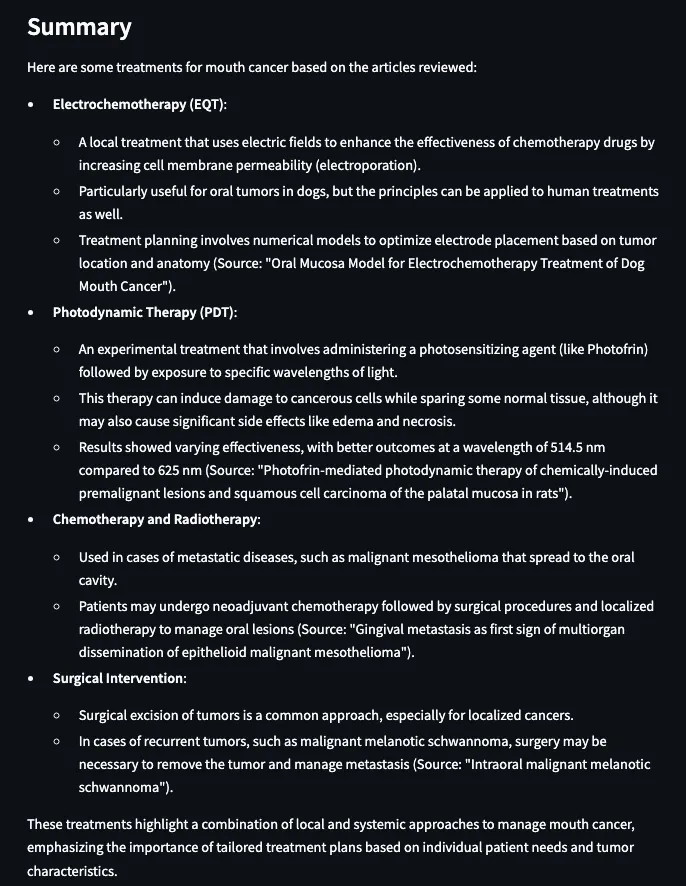 Summary
Here are some treatments for mouth cancer based on the articles reviewed:
• Electrochemotherapy (EQT):
◦ A local treatment that uses electric fields to enhance the effectiveness of chemotherapy drugs by
increasing cell membrane permeability (electroporation).
◦ Particularly useful for oral tumors in dogs, but the principles can be applied to human treatments
as well.
◦ Treatment planning involves numerical models to optimize electrode placement based on tumor
location and anatomy (Source: "Oral Mucosa Model for Electrochemotherapy Treatment of Dog
Mouth Cancer").
• Photodynamic Therapy (PDT):
◦ An experimental treatment that involves administering a photosensitizing agent (like Photofrin)
followed by exposure to specific wavelengths of light.
◦ This therapy can induce damage to cancerous cells while sparing some normal tissue, although it
may also cause significant side effects like edema and necrosis.
◦ Results showed varying effectiveness, with better outcomes at a wavelength of 514.5 nm
compared to 625 nm (Source: "Photofrin-mediated photodynamic therapy of chemically-induced
premalignant lesions and squamous cell carcinoma of the palatal mucosa in rats").
• Chemotherapy and Radiotherapy:
◦ Used in cases of metastatic diseases, such as malignant mesothelioma that spread to the oral
cavity.
◦ Patients may undergo neoadjuvant chemotherapy followed by surgical procedures and localized
radiotherapy to manage oral lesions (Source: "Gingival metastasis as first sign of multiorgan
dissemination of epithelioid malignant mesothelioma").
• Surgical Intervention:
◦ Surgical excision of tumors is a common approach, especially for localized cancers.
◦ In cases of recurrent tumors, such as malignant melanotic schwannoma, surgery may be
necessary to remove the tumor and manage metastasis (Source: "Intraoral malignant melanotic
schwannoma").
These treatments highlight a combination of local and systemic approaches to manage mouth cancer,
emphasizing the importance of tailored treatment plans based on individual patient needs and tumor
characteristics.